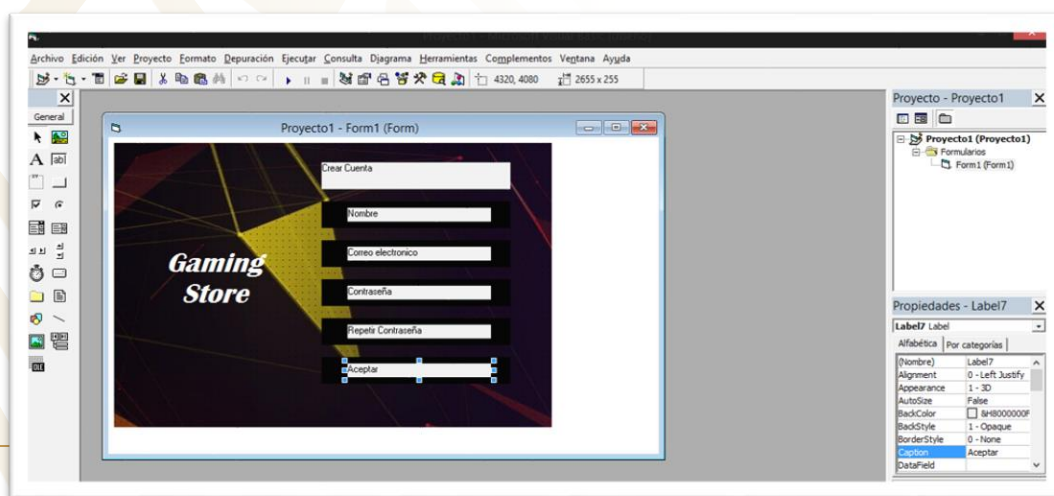 Archivo Edición Ver Proyecto Formato Depuración Ejecutar Consulta Diagrama Herramientas Complementos Ventana Ayuda
4320, 4080 2655 x 255
General
A ab|
OLE
Proyecto1 - Form1 (Form)
Crear Cuenta
Nombre
Correo electronico
Contraseña
Repetir Contraseña
Aceptar
Gaming
Store
Proyecto - Proyecto1
Proyecto1 (Proyecto1)
Formularios
Form1 (Form1)
Propiedades - Label7
Label7 Label
Alfabética Por categorías
(Nombre) Label7
Alignment 0 - Left Justify
Appearance 1 - 3D
AutoSize False
BackColor &H8000000F
BackStyle 1 - Opaque
BorderStyle 0 - None
Caption Aceptar
DataField